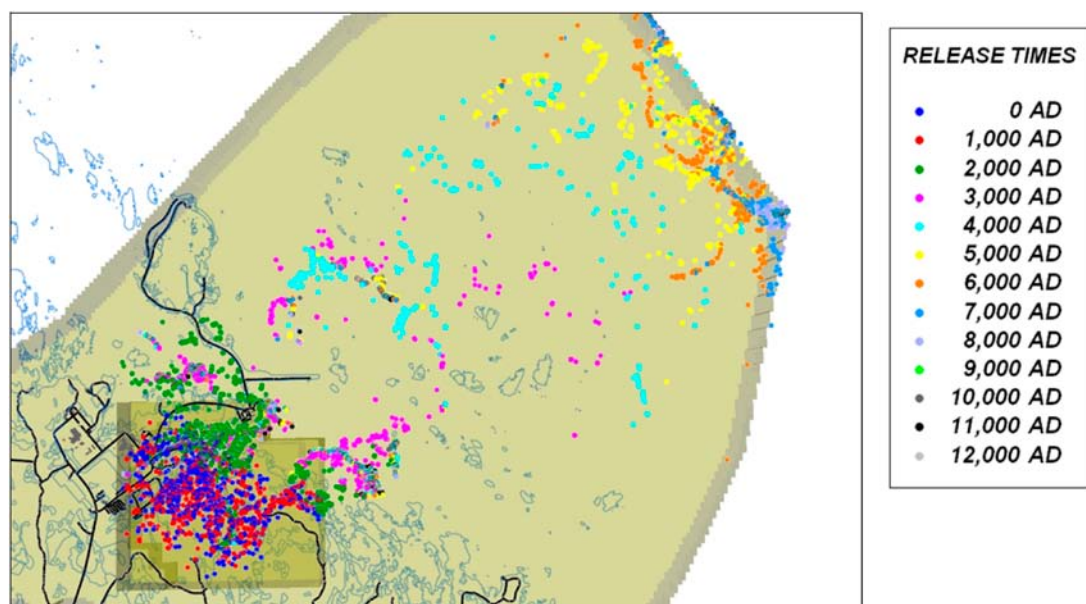 RELEASE TIMES
0 AD
1,000 AD
2,000 AD
3,000 AD
4,000 AD
5,000 AD
6,000 AD
7,000 AD
8,000 AD
9,000 AD
10,000 AD
11,000 AD
12,000 AD